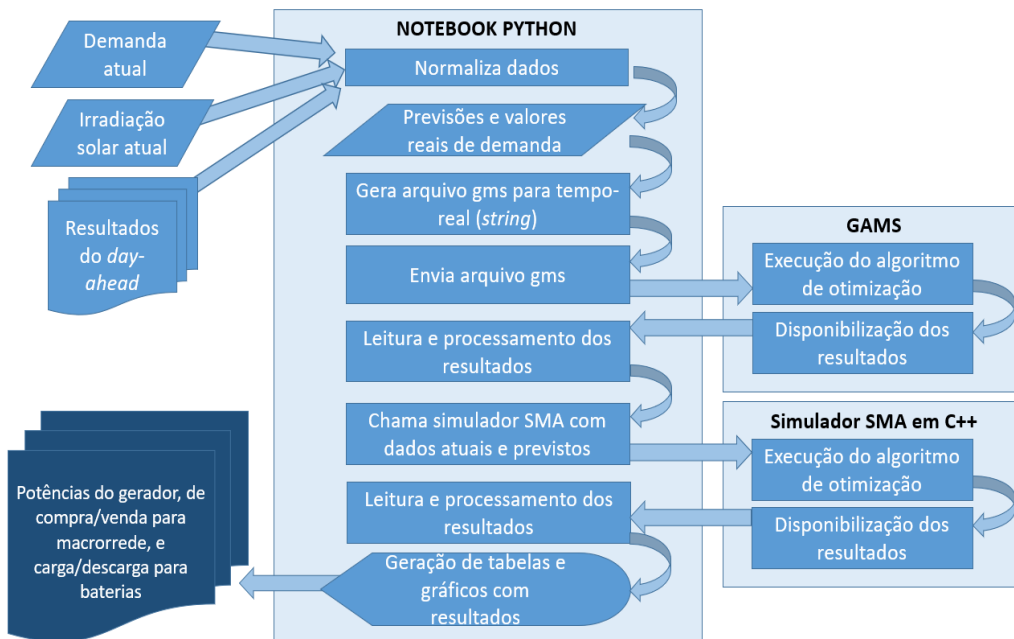 Demanda
atual
Irradiação
solar atual
Resultados
do day-
ahead
NOTEBOOK PYTHON
Normaliza dados
Previsões e valores
reais de demanda
Gera arquivo gms para tempo-
real (string)
Envia arquivo gms
Leitura e processamento dos
resultados
Chama simulador SMA com
dados atuais e previstos
Leitura e processamento dos
resultados
Geração de tabelas e
gráficos com
resultados
GAMS
Execução do algoritmo
de otimização
Disponibilização dos
resultados
Simulador SMA em C++
Execução do algoritmo
de otimização
Disponibilização dos
resultados
Potências do gerador, de
compra/venda para
macrorrede, e
carga/descarga para
baterias